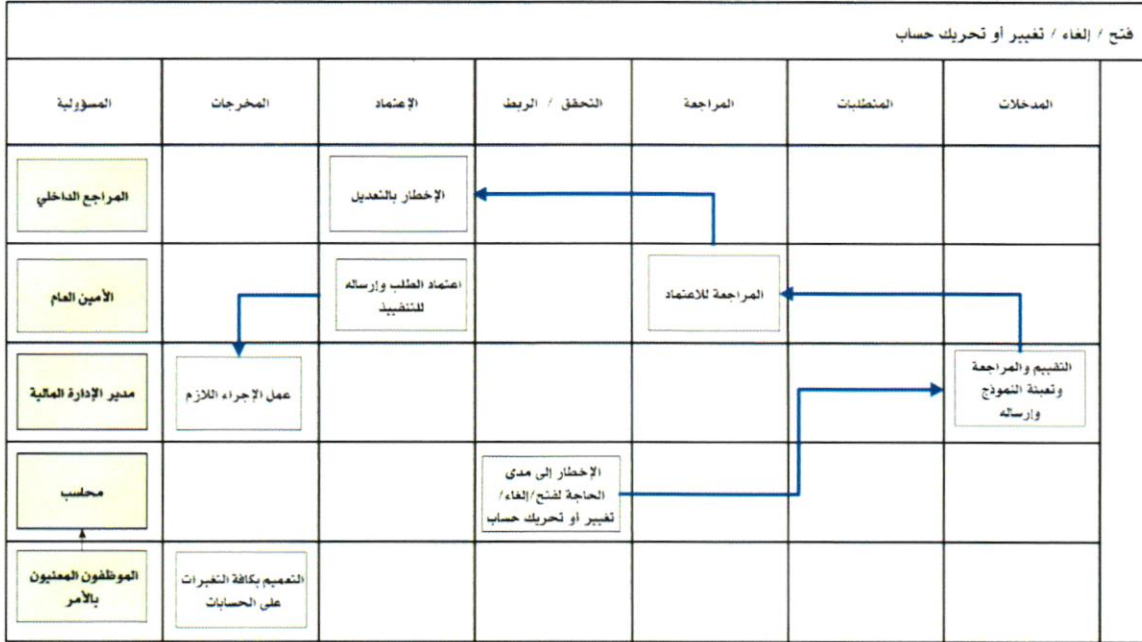 فتح / إلغاء / تغيير أو تحريك حساب
المدخلات
المتطلبات
المراجعة
التحقق / الربط
الإعتماد
المخرجات
المسؤولية
الإخطار بالتعديل
المراجع الداخلي
المراجعة للاعتماد
اعتماد الطلب وإرساله
للتنفييذ
الأمين العام
التقييم والمراجعة
وتعبئة النموذج
وإرساله
عمل الإجراء اللازم
مدير الإدارة المالية
الإخطار إلى مدى
الحاجة لفتح/إلغاء/
تغيير أو تحريك حساب
محاسب
التعميم بكافة التغيرات
على الحسابات
الموظفون المعنيون
بالأمر